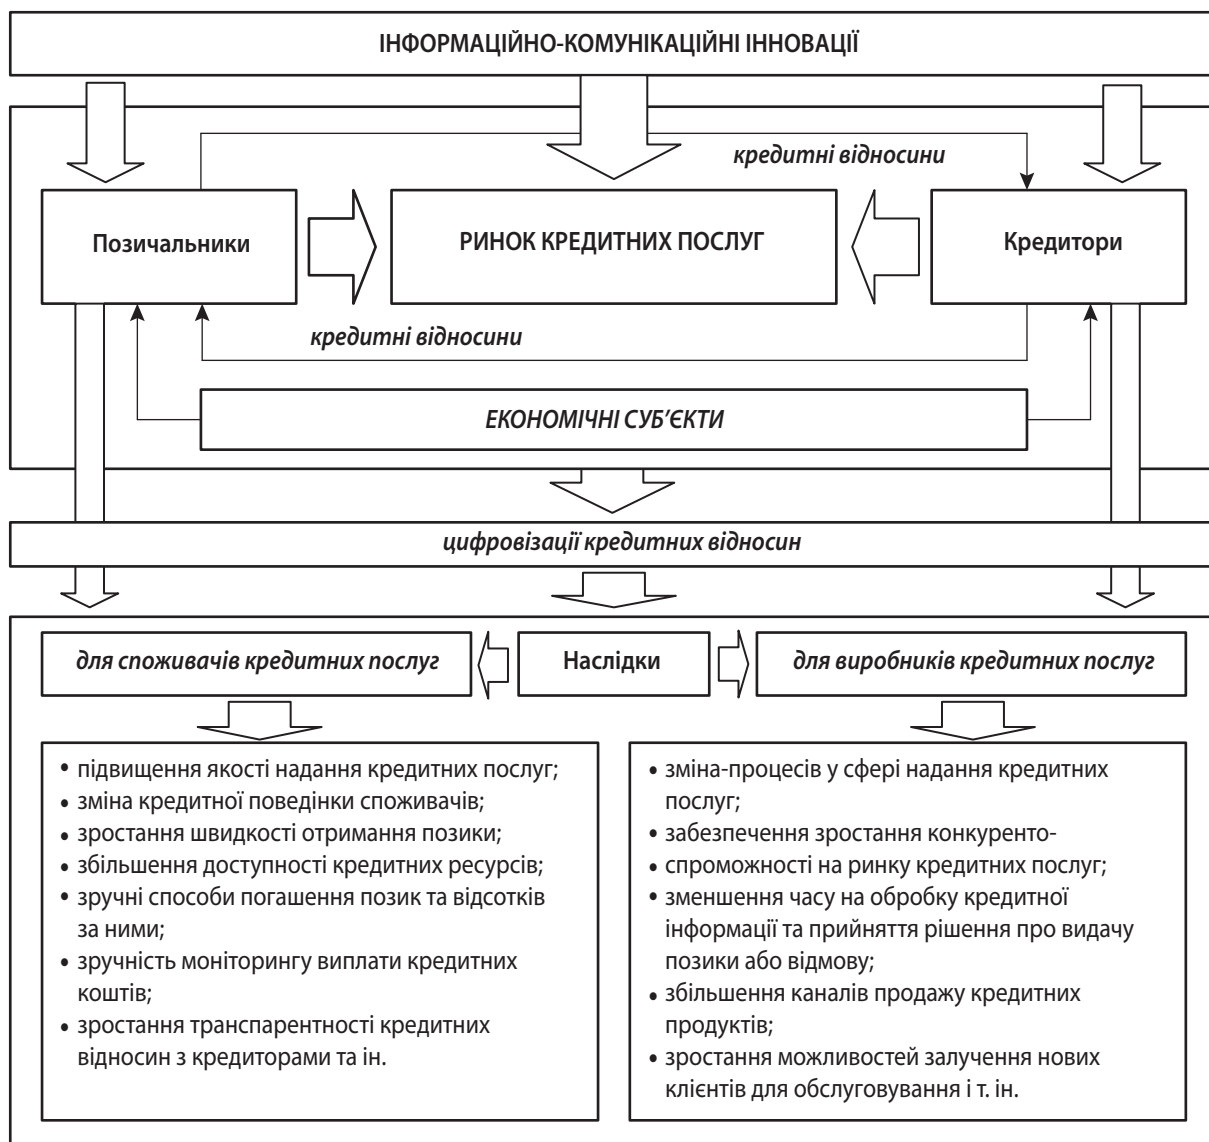 ІНФОРМАЦІЙНО-КОМУНІКАЦІЙНІ ІННОВАЦІЇ
кредитні відносини
Позичальники
РИНОК КРЕДИТНИХ ПОСЛУГ
Кредитори
кредитні відносини
ЕКОНОМІЧНІ СУБ’ЄКТИ
цифровізації кредитних відносин
для споживачів кредитних послуг
Наслідки
для виробників кредитних послуг
• підвищення якості надання кредитних послуг;
• зміна кредитної поведінки споживачів;
• зростання швидкості отримання позики;
• збільшення доступності кредитних ресурсів;
• зручні способи погашення позик та відсотків
за ними;
• зручність моніторингу виплати кредитних
коштів;
• зростання транспарентності кредитних
відносин з кредиторами та ін.
• зміна-процесів у сфері надання кредитних
послуг;
• забезпечення зростання конкуренто-
• спроможності на ринку кредитних послуг;
• зменшення часу на обробку кредитної
інформації та прийняття рішення про видачу
позики або відмову;
• збільшення каналів продажу кредитних
продуктів;
• зростання можливостей залучення нових
клієнтів для обслуговування і т. ін.